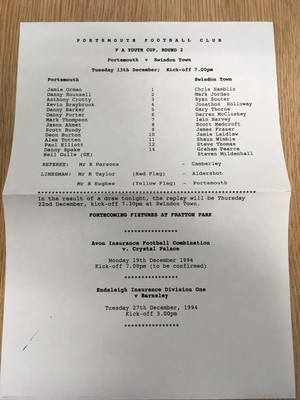 PORTSMOUTH FOOTBALL CLUB
F A YOUTH CUP, ROUND 2
Portsmouth v Swindon Town
Tuesday 13th December; Kick-off 7.00pm
Portsmouth Swindon Town
Jamie Orman 1 Chris Hamblin
Danny Roussell 2 Mark Jordan
Anthony Crotty 3 Ryan Souter
Kevin Braybrook 4 Jonathon Holloway
Danny Barker 5 Gary Thorne
Danny Porter 6 Darren McCluskey
Mark Thompson 7 Iain Harvey
Jason Ahmet 8 Scott Medcroft
Scott Bundy 9 James Fraser
Deon Burton 10 Jamie Laidlaw
Alex Totten 11 Shaun Wimble
Paul Elliott 12 Steve Thomas
Danny Spake 14 Graham Pearce
Neil Gulle (GK) Steven Mildenhall
REFEREE: Mr R Parsons - Camberley
LINESMAN: Mr R Taylor (Red Flag) - Aldershot
Mr B Hughes (Yellow Flag) - Portsmouth
In the result of a draw tonight, the replay will be Thursday
22nd December, kick-off 7.30pm at Swindon Town.
FORTHCOMING FIXTURES AT FRATTON PARK
****************
Avon Insurance Football Combination
v. Crystal Palace
Monday 19th December 1994
Kick-off 7.00pm (to be confirmed)
****************
Endsleigh Insurance Division One
v Barnsley
Tuesday 27th December, 1994
Kick-off 3.00pm
****************